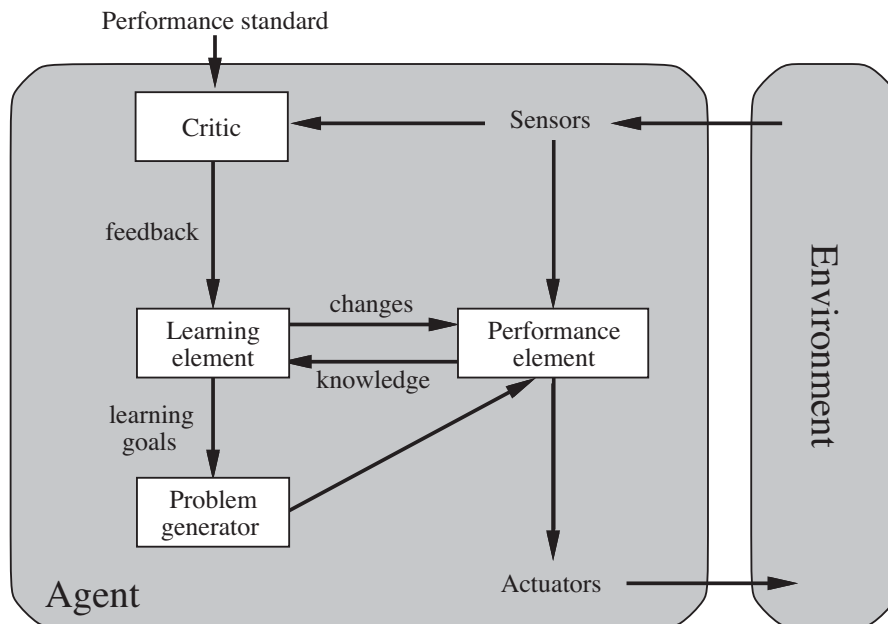 Performance standard
Critic
Sensors
feedback
changes
Learning
element
Performance
element
knowledge
learning
goals
Problem
generator
Actuators
Agent
Environment